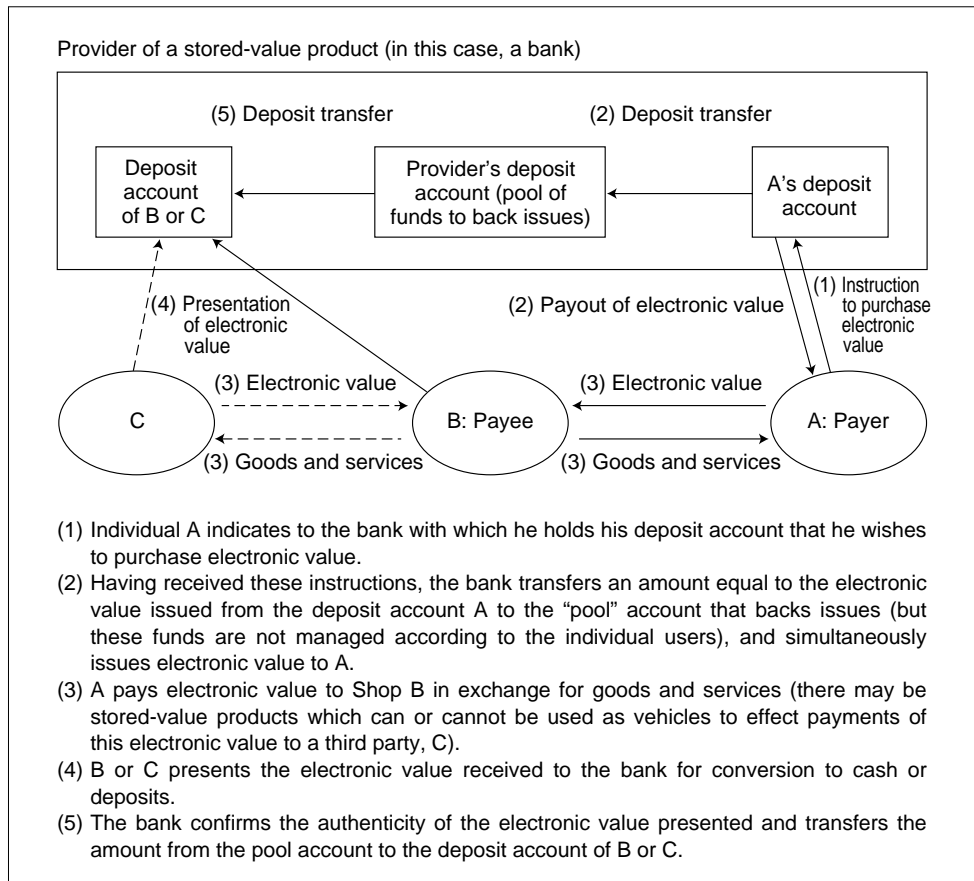 Provider of a stored-value product (in this case, a bank)
(5) Deposit transfer
(2) Deposit transfer
Deposit
account
of B or C
Provider's deposit
account (pool of
funds to back issues)
A's deposit
account
(4) Presentation
of electronic
value
(2) Payout of electronic value
(1) Instruction
to purchase
electronic
value
(3) Electronic value
(3) Electronic value
C
B: Payee
A: Payer
(3) Goods and services
(3) Goods and services
(1) Individual A indicates to the bank with which he holds his deposit account that he wishes
to purchase electronic value.
(2) Having received these instructions, the bank transfers an amount equal to the electronic
value issued from the deposit account A to the “pool” account that backs issues (but
these funds are not managed according to the individual users), and simultaneously
issues electronic value to A.
(3) A pays electronic value to Shop B in exchange for goods and services (there may be
stored-value products which can or cannot be used as vehicles to effect payments of
this electronic value to a third party, C).
(4) B or C presents the electronic value received to the bank for conversion to cash or
deposits.
(5) The bank confirms the authenticity of the electronic value presented and transfers the
amount from the pool account to the deposit account of B or C.